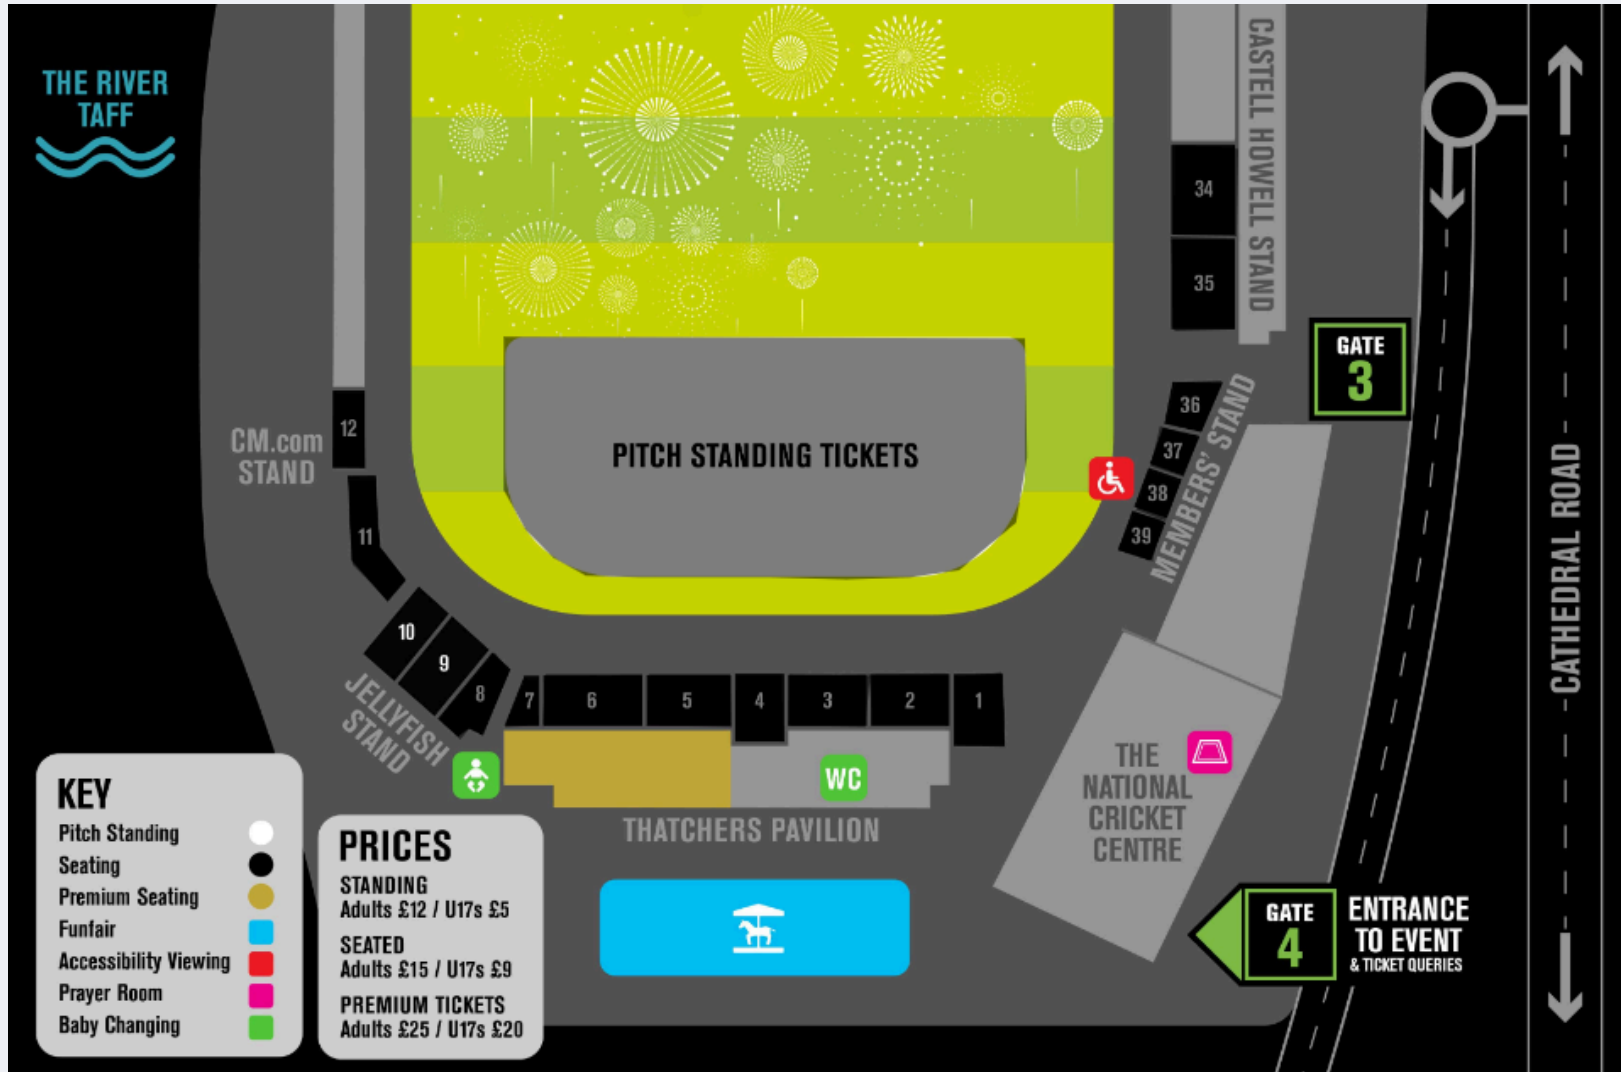 THE RIVER
TAFF
CASTELL HOWELL STAND
34
35
GATE
3
36
37
38
39
MEMBERS' STAND
CATHEDRAL ROAD
PITCH STANDING TICKETS
CM.com
STAND
12
11
10
9
8
JELLYFISH
STAND
7
6
5
4
3
2
1
WC
THATCHERS PAVILION
THE
NATIONAL
CRICKET
CENTRE
GATE
4
ENTRANCE
TO EVENT
& TICKET QUERIES
KEY
Pitch Standing
Seating
Premium Seating
Funfair
Accessibility Viewing
Prayer Room
Baby Changing
PRICES
STANDING
Adults £12 / U17s £5
SEATED
Adults £15 / U17s £9
PREMIUM TICKETS
Adults £25 / U17s £20